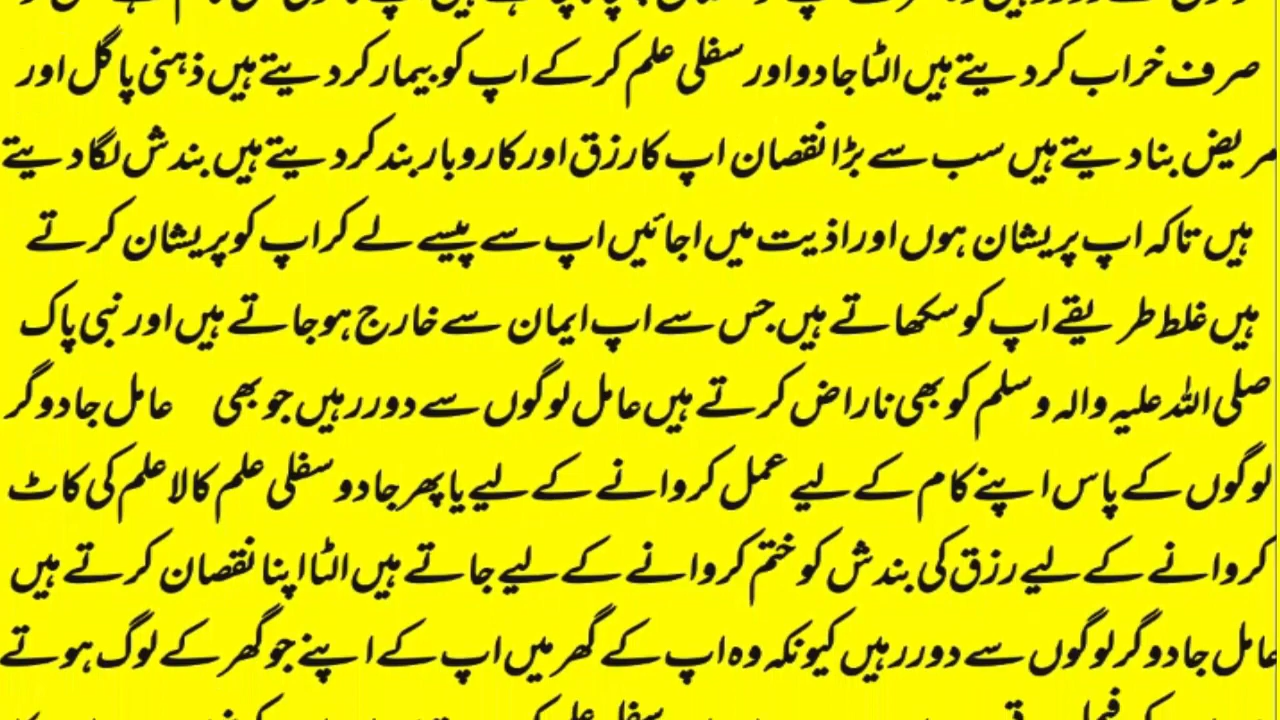 صرف خراب کر دیتے ہیں الٹا جادو اور سفلی علم کر کے اپ کو بیمار کر دیتے ہیں ذہنی پاگل اور
مریض بنا دیتے ہیں سب سے بڑا نقصان اپ کا رزق اور کاروبار بند کر دیتے ہیں بندش لگا دیتے
ہیں تاکہ اپ پریشان ہوں اور اذیت میں اجائیں اپ سے پیسے لے کر اپ کو پریشان کرتے
ہیں غلط طریقے اپ کو سکھاتے ہیں جس سے اپ ایمان سے خارج ہو جاتے ہیں اور نبی پاک
صلی اللہ علیہ والہ وسلم کو بھی ناراض کرتے ہیں عامل لوگوں سے دور رہیں جو بھی عامل جادوگر
لوگوں کے پاس اپنے کام کے لیے عمل کروانے کے لیے یا پھر جادو سفلی علم کالا علم کی کاٹ
کروانے کے لیے رزق کی بندش کو ختم کروانے کے لیے جاتے ہیں الٹا اپنا نقصان کرتے ہیں
عامل جادوگر لوگوں سے دور رہیں کیونکہ وہ اپ کے گھر میں اپ کے اپنے جو گھر کے لوگ ہوتے